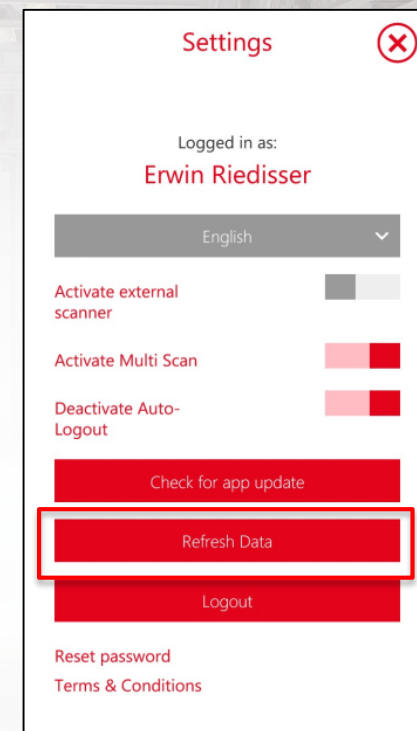 Settings
Logged in as:
Erwin Riedisser
English
Activate external
scanner
Activate Multi Scan
Deactivate Auto-
Logout
Check for app update
Refresh Data
Logout
Reset password
Terms & Conditions